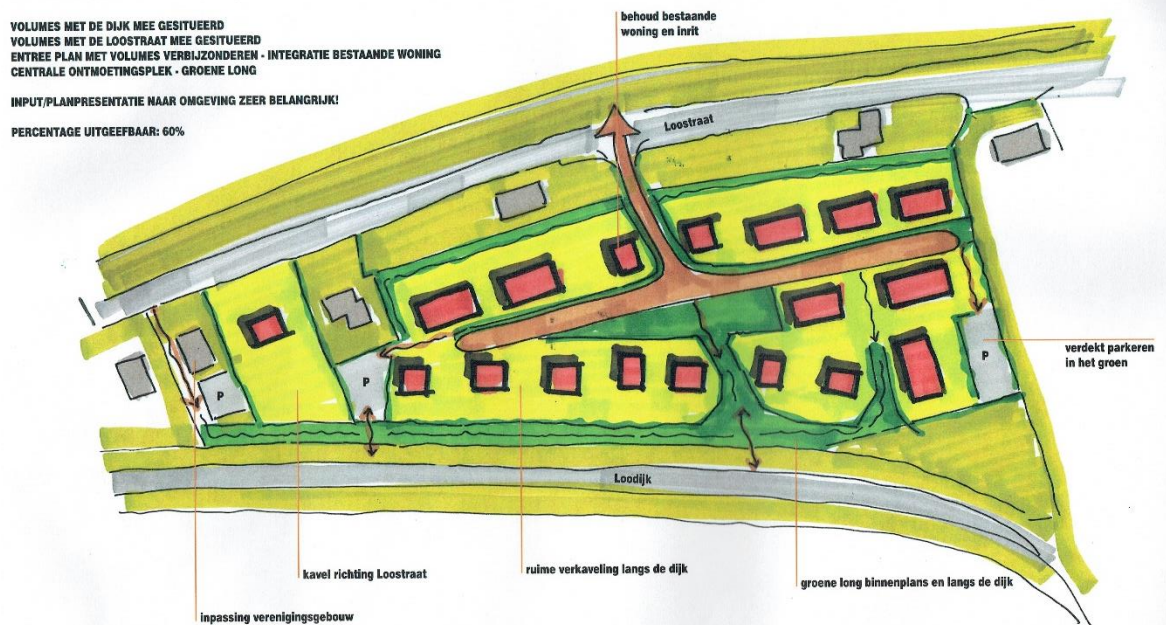 VOLUMES MET DE DIJK MEE GESITUEERD
VOLUMES MET DE LOOSTRAAT MEE GESITUEERD
ENTREE PLAN MET VOLUMES VERBIJZONDEREN - INTEGRATIE BESTAANDE WONING
CENTRALE ONTMOETINGSPLEK - GROENE LONG
INPUT/PLANPRESENTATIE NAAR OMGEVING ZEER BELANGRIJK!
PERCENTAGE UITGEEFBAAR: 60%
behoud bestaande
woning en inrit
Loostraat
verdekt parkeren
in het groen
P
P
P
Loodijk
kavel richting Loostraat
ruime verkaveling langs de dijk
groene long binnenplans en langs de dijk
inpassing verenigingsgebouw